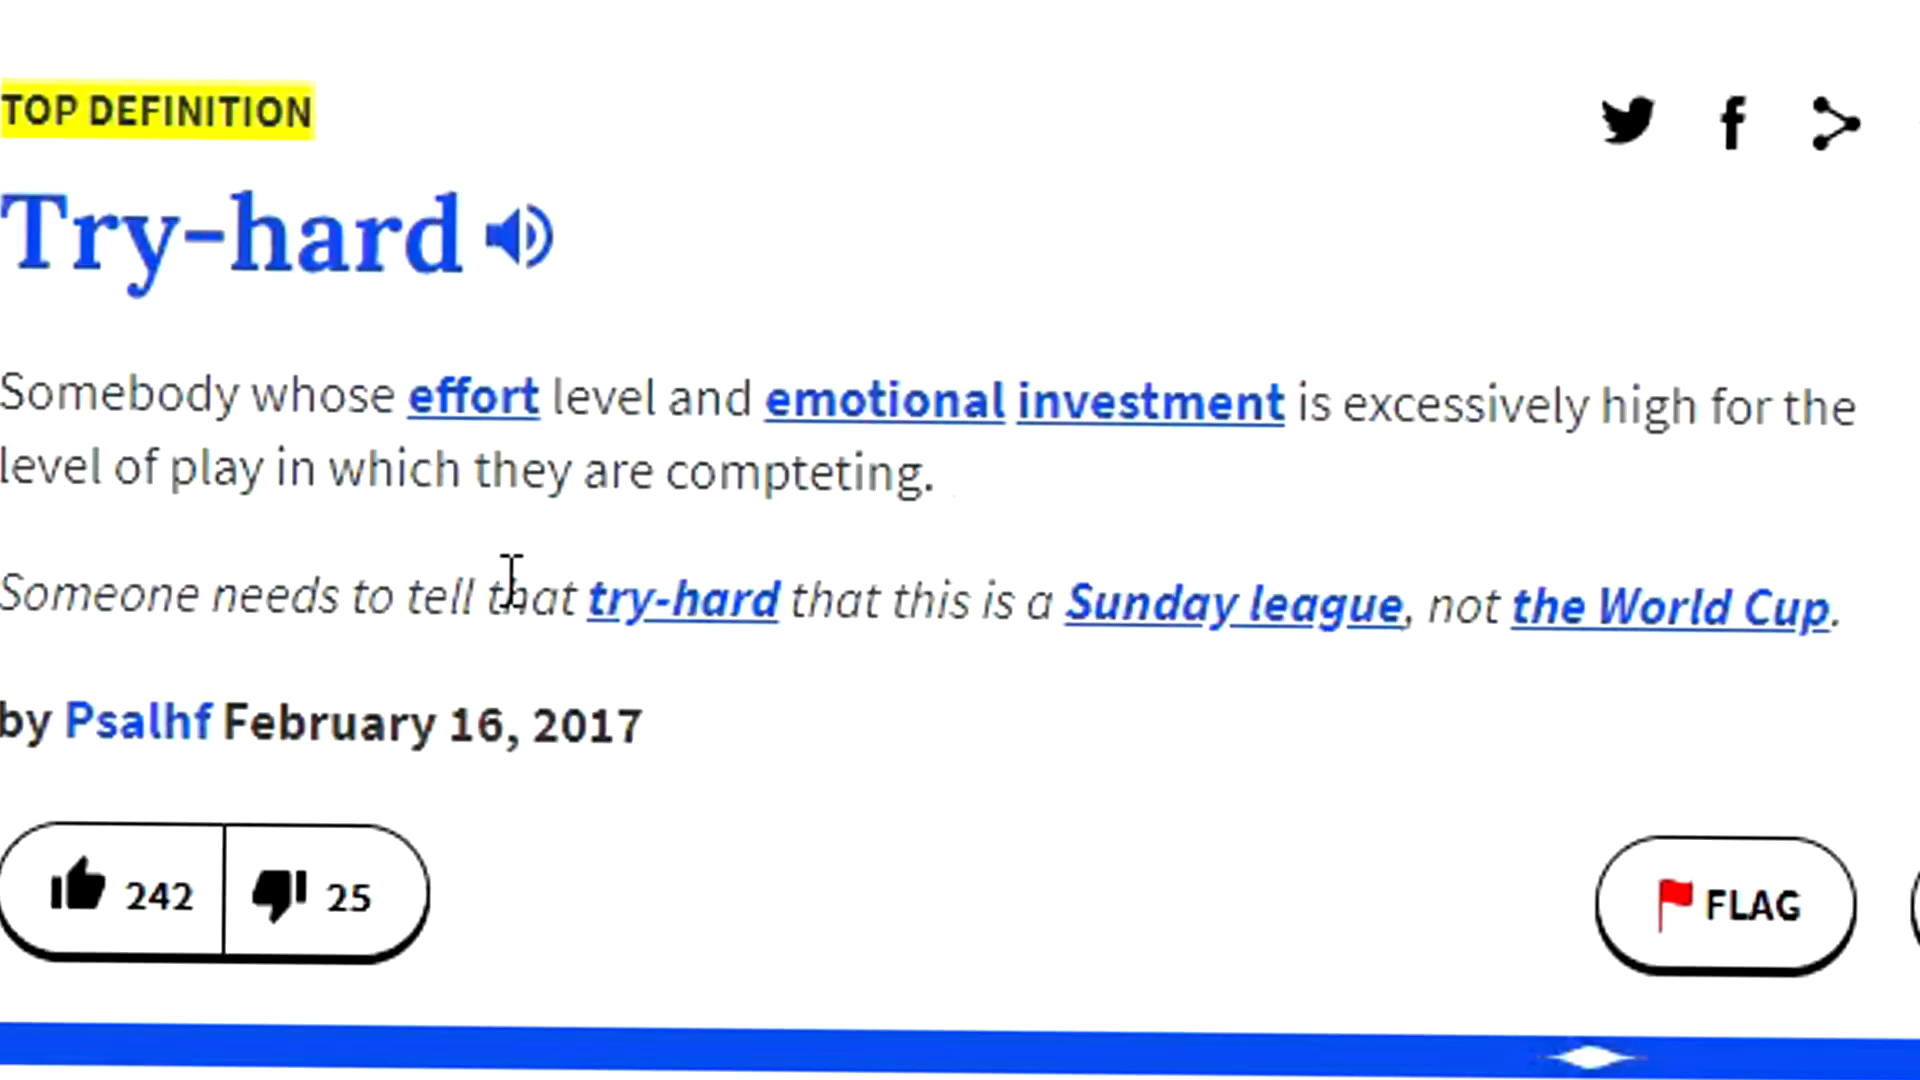 TOP DEFINITION
Try-hard
Somebody whose effort level and emotional investment is excessively high for the
level of play in which they are compteting.
Someone needs to tell that try-hard that this is a Sunday league, not the World Cup.
by Psalhf February 16, 2017
242 25
FLAG